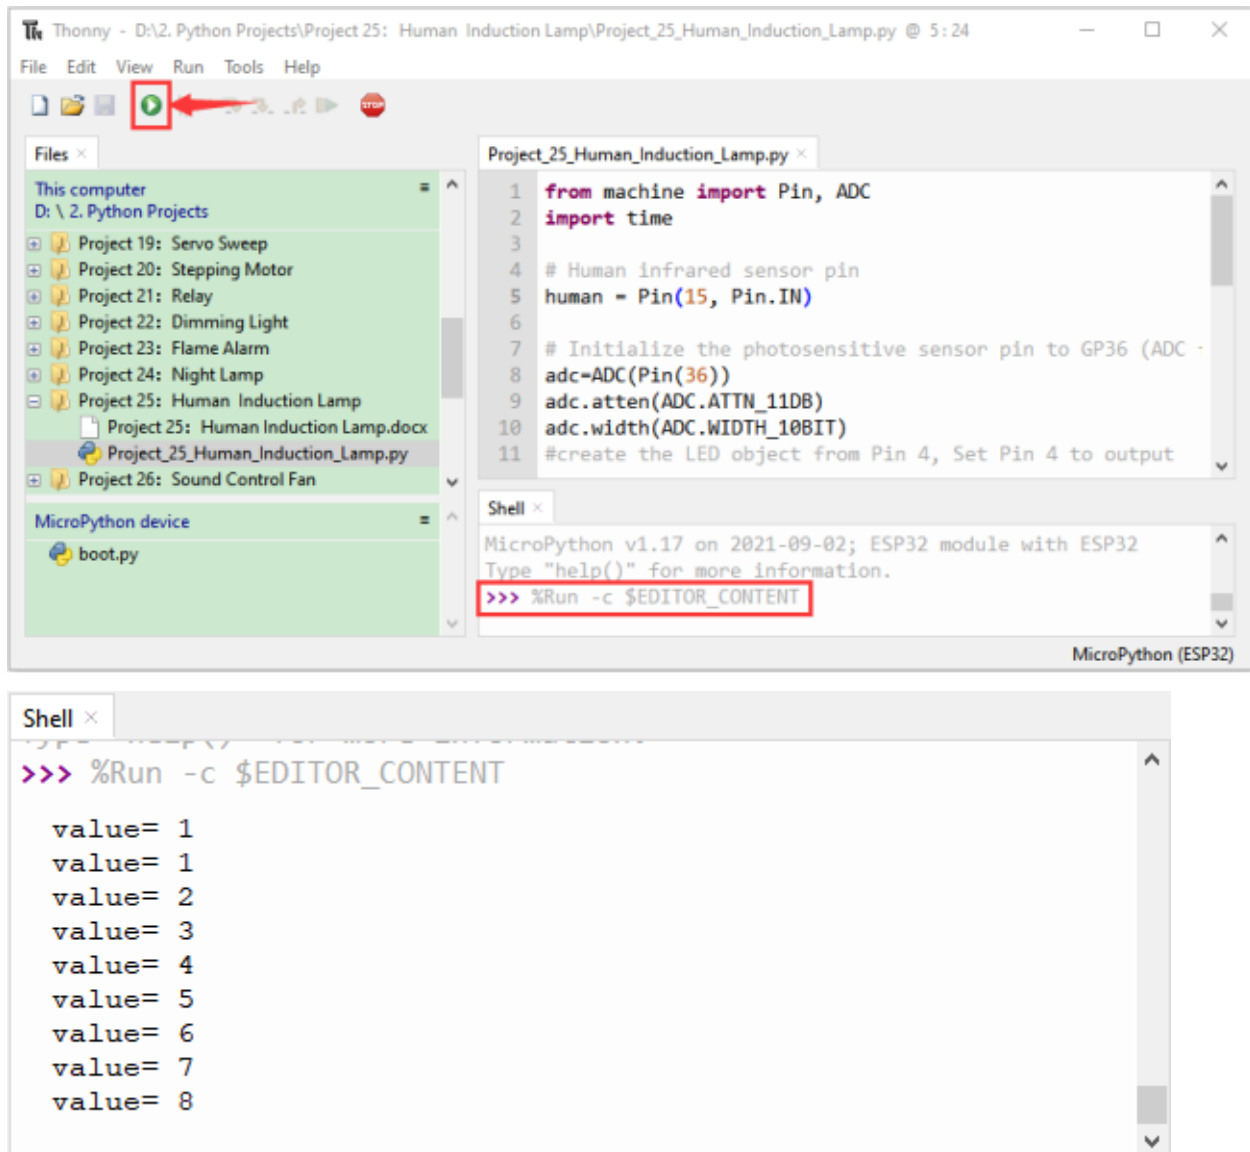 Thonny - D:\2. Python Projects\Project 25: Human Induction Lamp\Project_25_Human_Induction_Lamp.py @ 5:24
File Edit View Run Tools Help
STOP
Files
This computer
D: \ 2. Python Projects
Project 19: Servo Sweep
Project 20: Stepping Motor
Project 21: Relay
Project 22: Dimming Light
Project 23: Flame Alarm
Project 24: Night Lamp
Project 25: Human Induction Lamp
Project 25: Human Induction Lamp.docx
Project_25_Human_Induction_Lamp.py
Project 26: Sound Control Fan
MicroPython device
boot.py
Project_25_Human_Induction_Lamp.py
1 from machine import Pin, ADC
2 import time
3
4 # Human infrared sensor pin
5 human = Pin(15, Pin.IN)
6
7 # Initialize the photosensitive sensor pin to GP36 (ADC
8 adc=ADC(Pin(36))
9 adc.atten(ADC.ATTN_11DB)
10 adc.width(ADC.WIDTH_10BIT)
11 #create the LED object from Pin 4, Set Pin 4 to output
Shell
MicroPython v1.17 on 2021-09-02; ESP32 module with ESP32
Type "help()" for more information.
>>> %Run -c $EDITOR_CONTENT
MicroPython (ESP32)
Shell
>>> %Run -c $EDITOR_CONTENT
value= 1
value= 1
value= 2
value= 3
value= 4
value= 5
value= 6
value= 7
value= 8